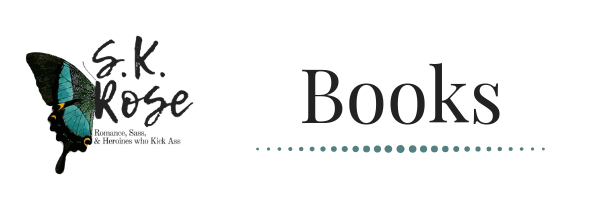 S.K.
Rose
Romance, Sass,
& Heroines who Kick Ass
Books